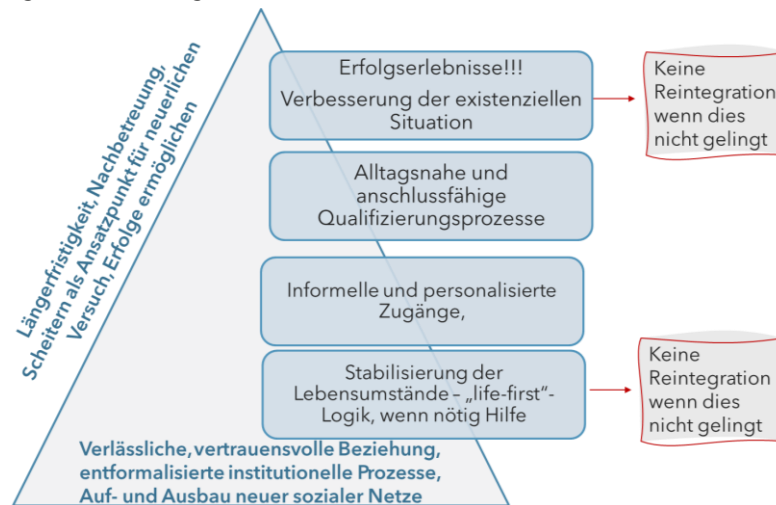 Erfolgserlebnisse!!!
Verbesserung der existenziellen
Situation
Keine
Reintegration
wenn dies
nicht gelingt
Alltagsnahe und
anschlussfähige
Qualifizierungsprozesse
Informelle und personalisierte
Zugänge,
Stabilisierung der
Lebensumstände – „life-first“-
Logik, wenn nötig Hilfe
Keine
Reintegration
wenn dies
nicht gelingt
Längerfristigkeit, Nachbetreuung,
Scheitern als Ansatzpunkt für neuerlichen
Versuch, Erfolge ermöglichen
Verlässliche, vertrauensvolle Beziehung,
entformalisierte institutionelle Prozesse,
Auf- und Ausbau neuer sozialer Netze